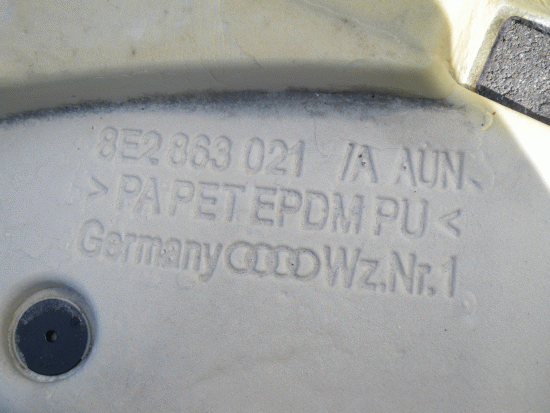 8E2 863 021 /A AUN
> PA PET EPDM PU <
Germany Wz.Nr.1